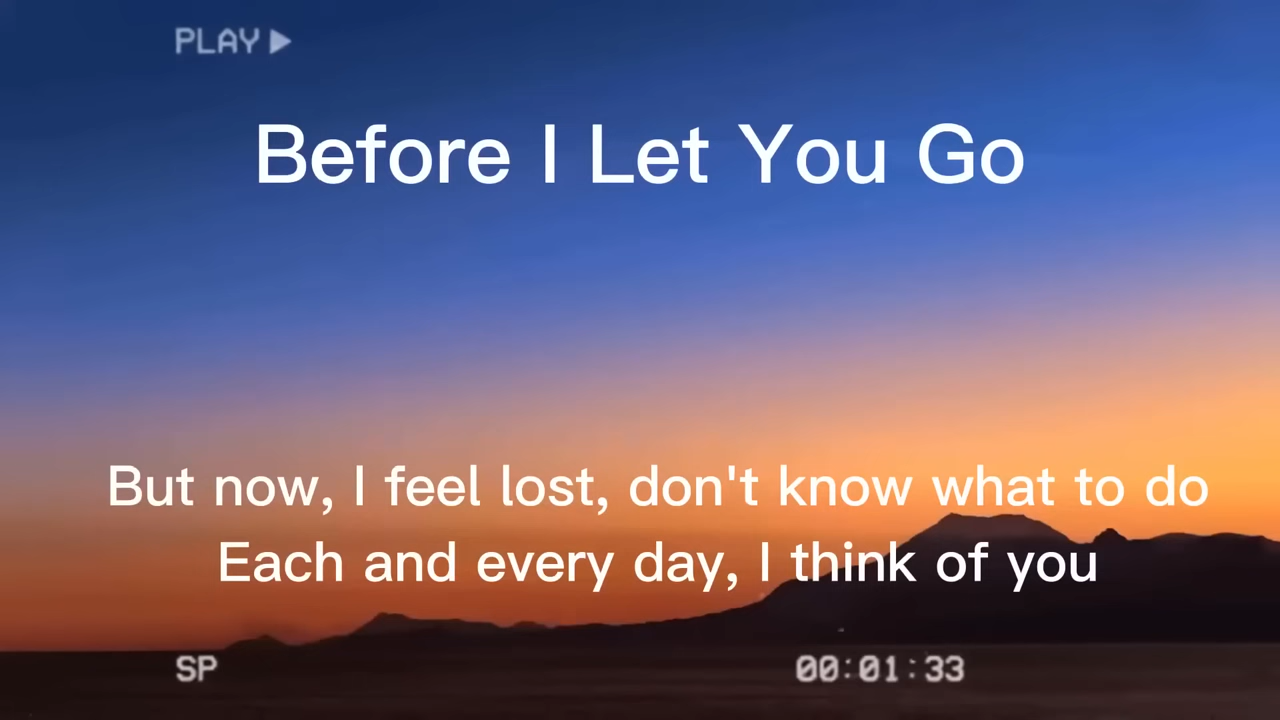 PLAY
Before I Let You Go
But now, I feel lost, don't know what to do
Each and every day, I think of you
SP
00:01:33